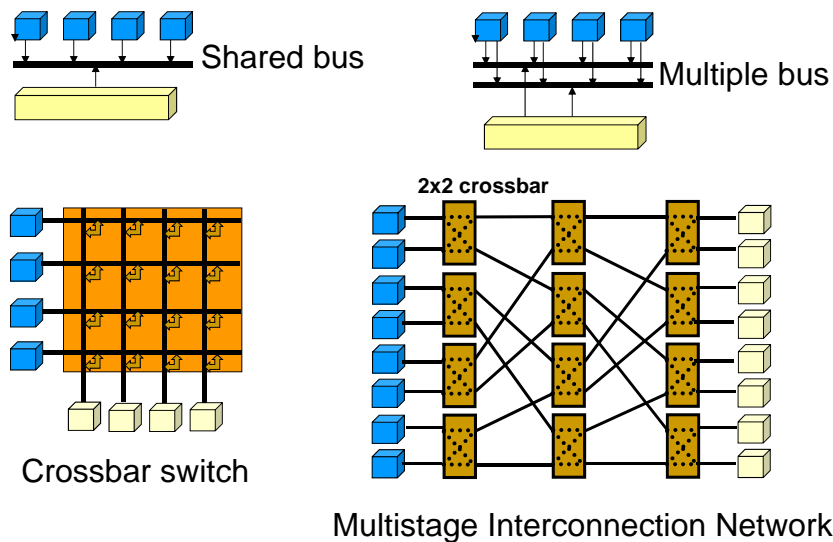 Shared bus
Multiple bus
2x2 crossbar
Crossbar switch
Multistage Interconnection Network